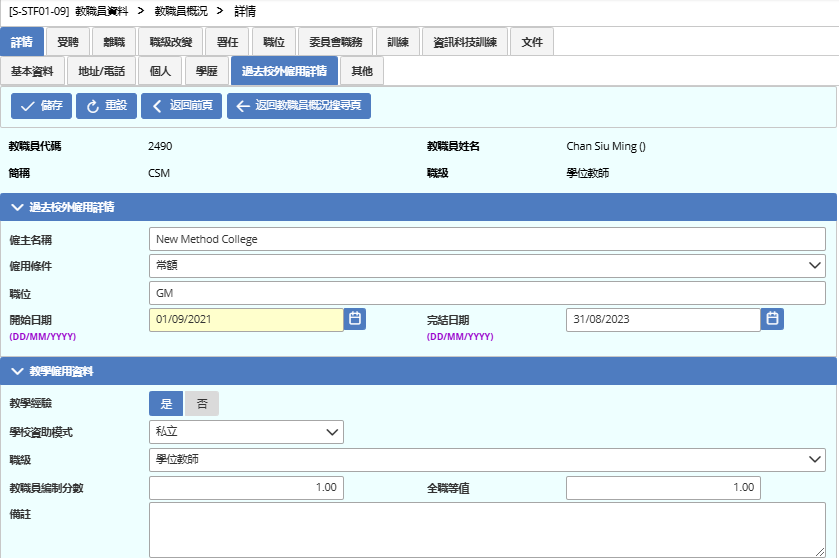 [S-STF01-09] 教職員資料 > 教職員概況 > 詳情
詳情 受聘 離職 職級改變 署任 職位 委員會職務 訓練 資訊科技訓練 文件
基本資料 地址/電話 個人 學歷 過去校外僱用詳情 其他
儲存 重設 返回前頁 返回教職員概況搜尋頁
教職員代碼 2490 教職員姓名 Chan Siu Ming ()
簡稱 CSM 職級 學位教師
過去校外僱用詳情
僱主名稱 New Method College
僱用條件 常額
職位 GM
開始日期 01/09/2021 完結日期 31/08/2023
(DD/MM/YYYY) (DD/MM/YYYY)
教學僱用資料
教學經驗 是 否
學校資助模式 私立
職級 學位教師
教職員編制分數 1.00 全職等值 1.00
備註